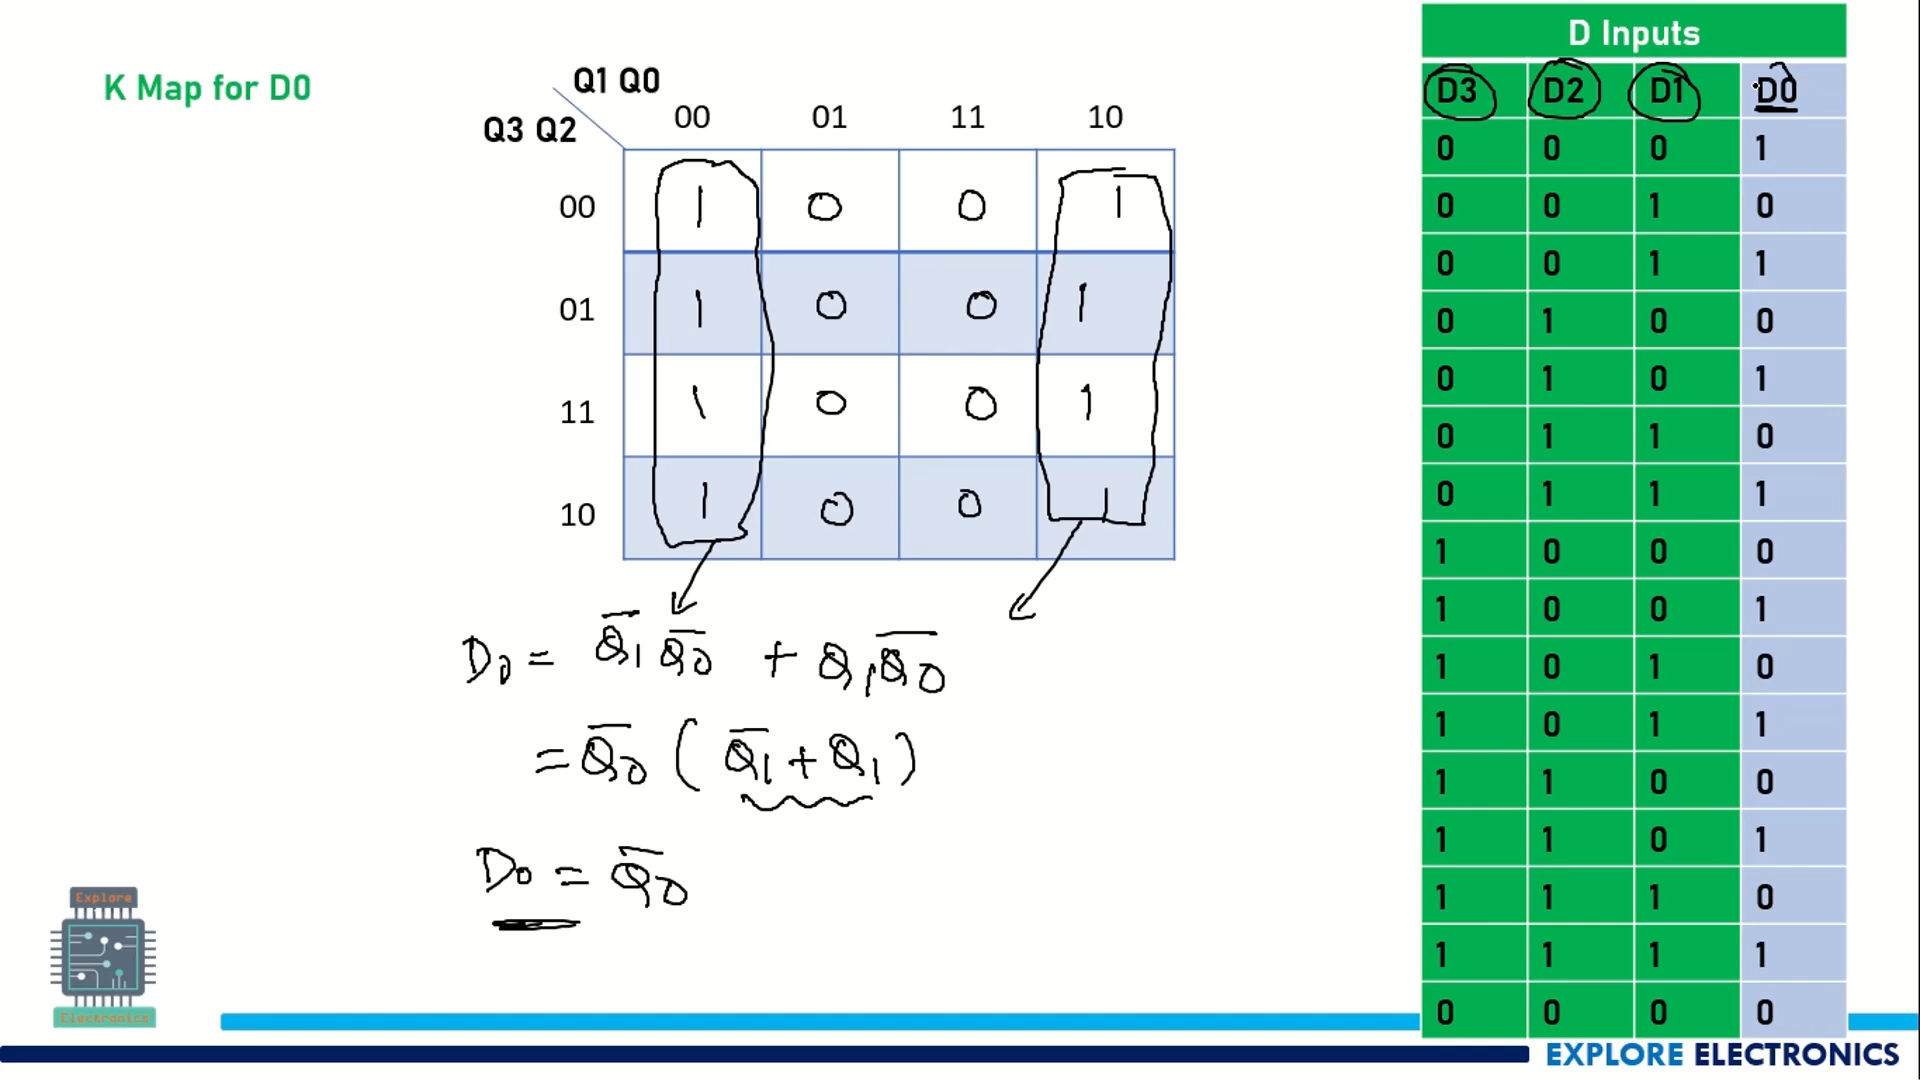 K Map for D0
Q1 Q0
Q3 Q2
00 01 11 10
00 1 0 0 1
01 1 0 0 1
11 1 0 0 1
10 1 0 0 1
D₀ = Q̅₁ Q̅₀ + Q₁ Q̅₀
= Q̅₀ ( Q̅₁ + Q₁ )
D₀ = Q̅₀
D Inputs
D3 D2 D1 D0
0 0 0 1
0 0 1 0
0 0 1 1
0 1 0 0
0 1 0 1
0 1 1 0
0 1 1 1
1 0 0 0
1 0 0 1
1 0 1 0
1 0 1 1
1 1 0 0
1 1 0 1
1 1 1 0
1 1 1 1
0 0 0 0
Explore
Electronics
EXPLORE ELECTRONICS